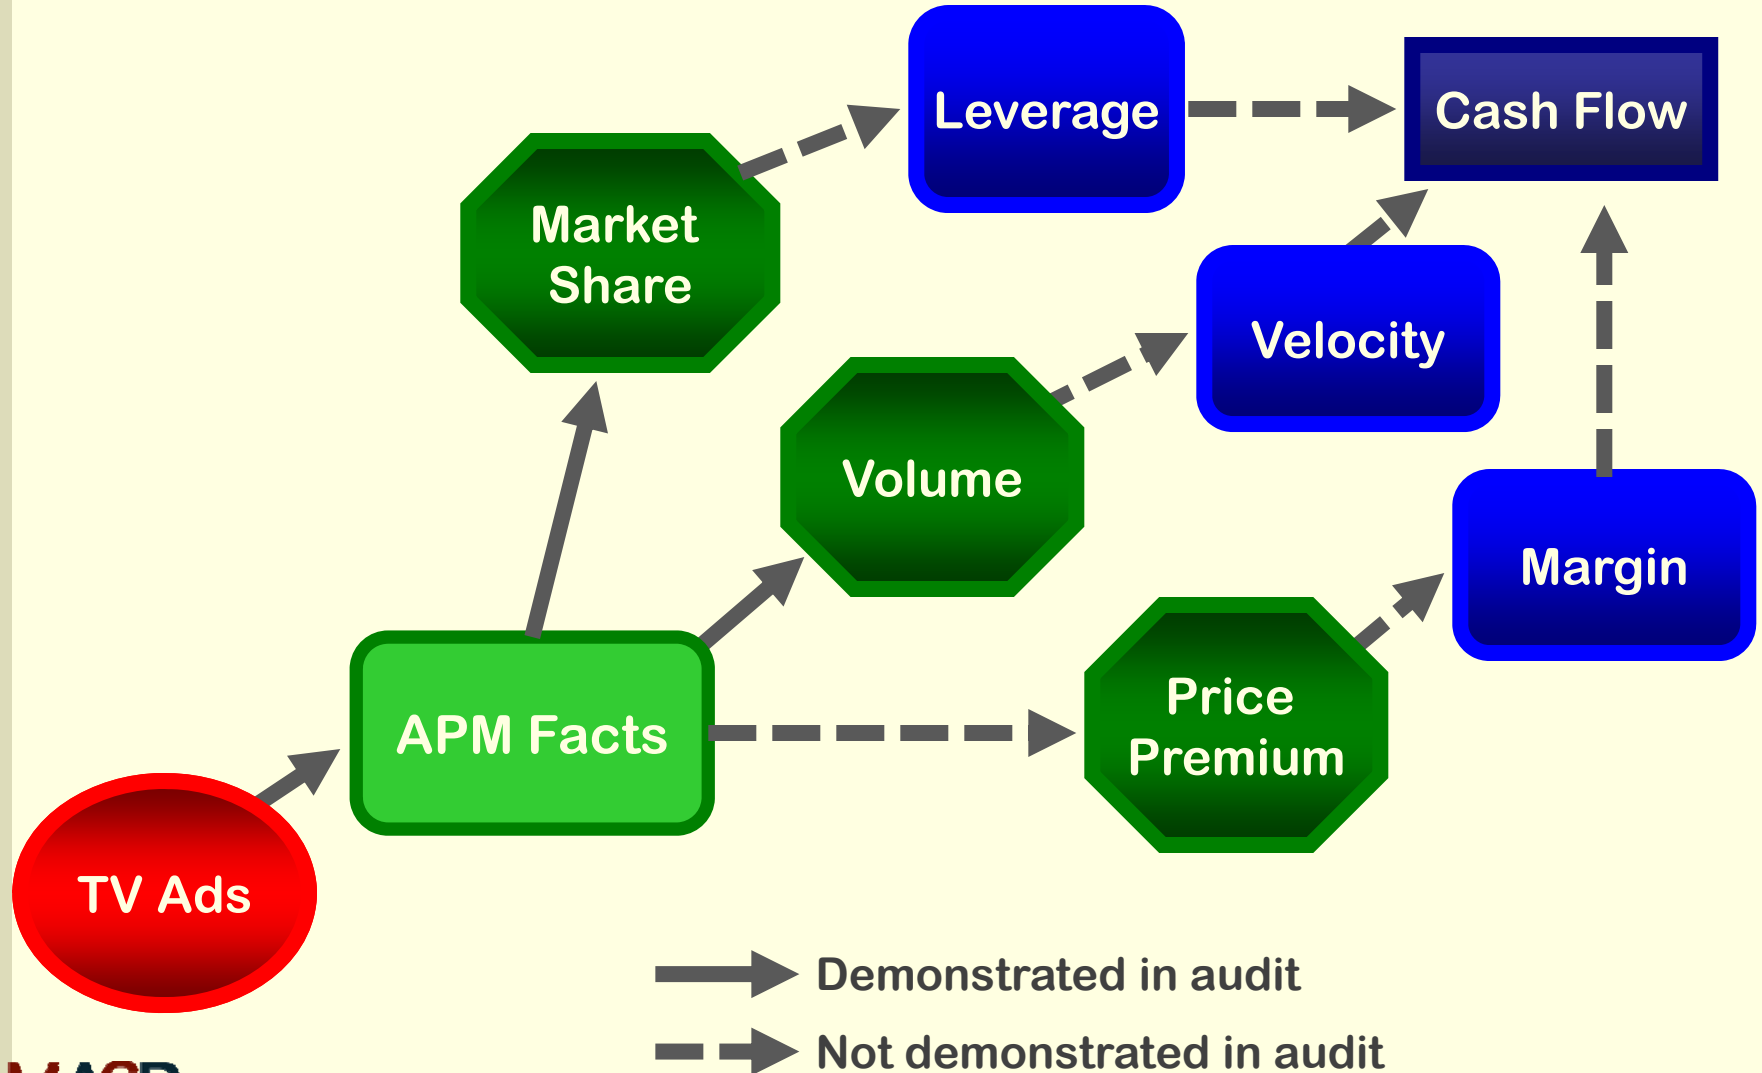 Leverage
Cash Flow
Market
Share
Velocity
Volume
Margin
Price
Premium
APM Facts
TV Ads
Demonstrated in audit
Not demonstrated in audit